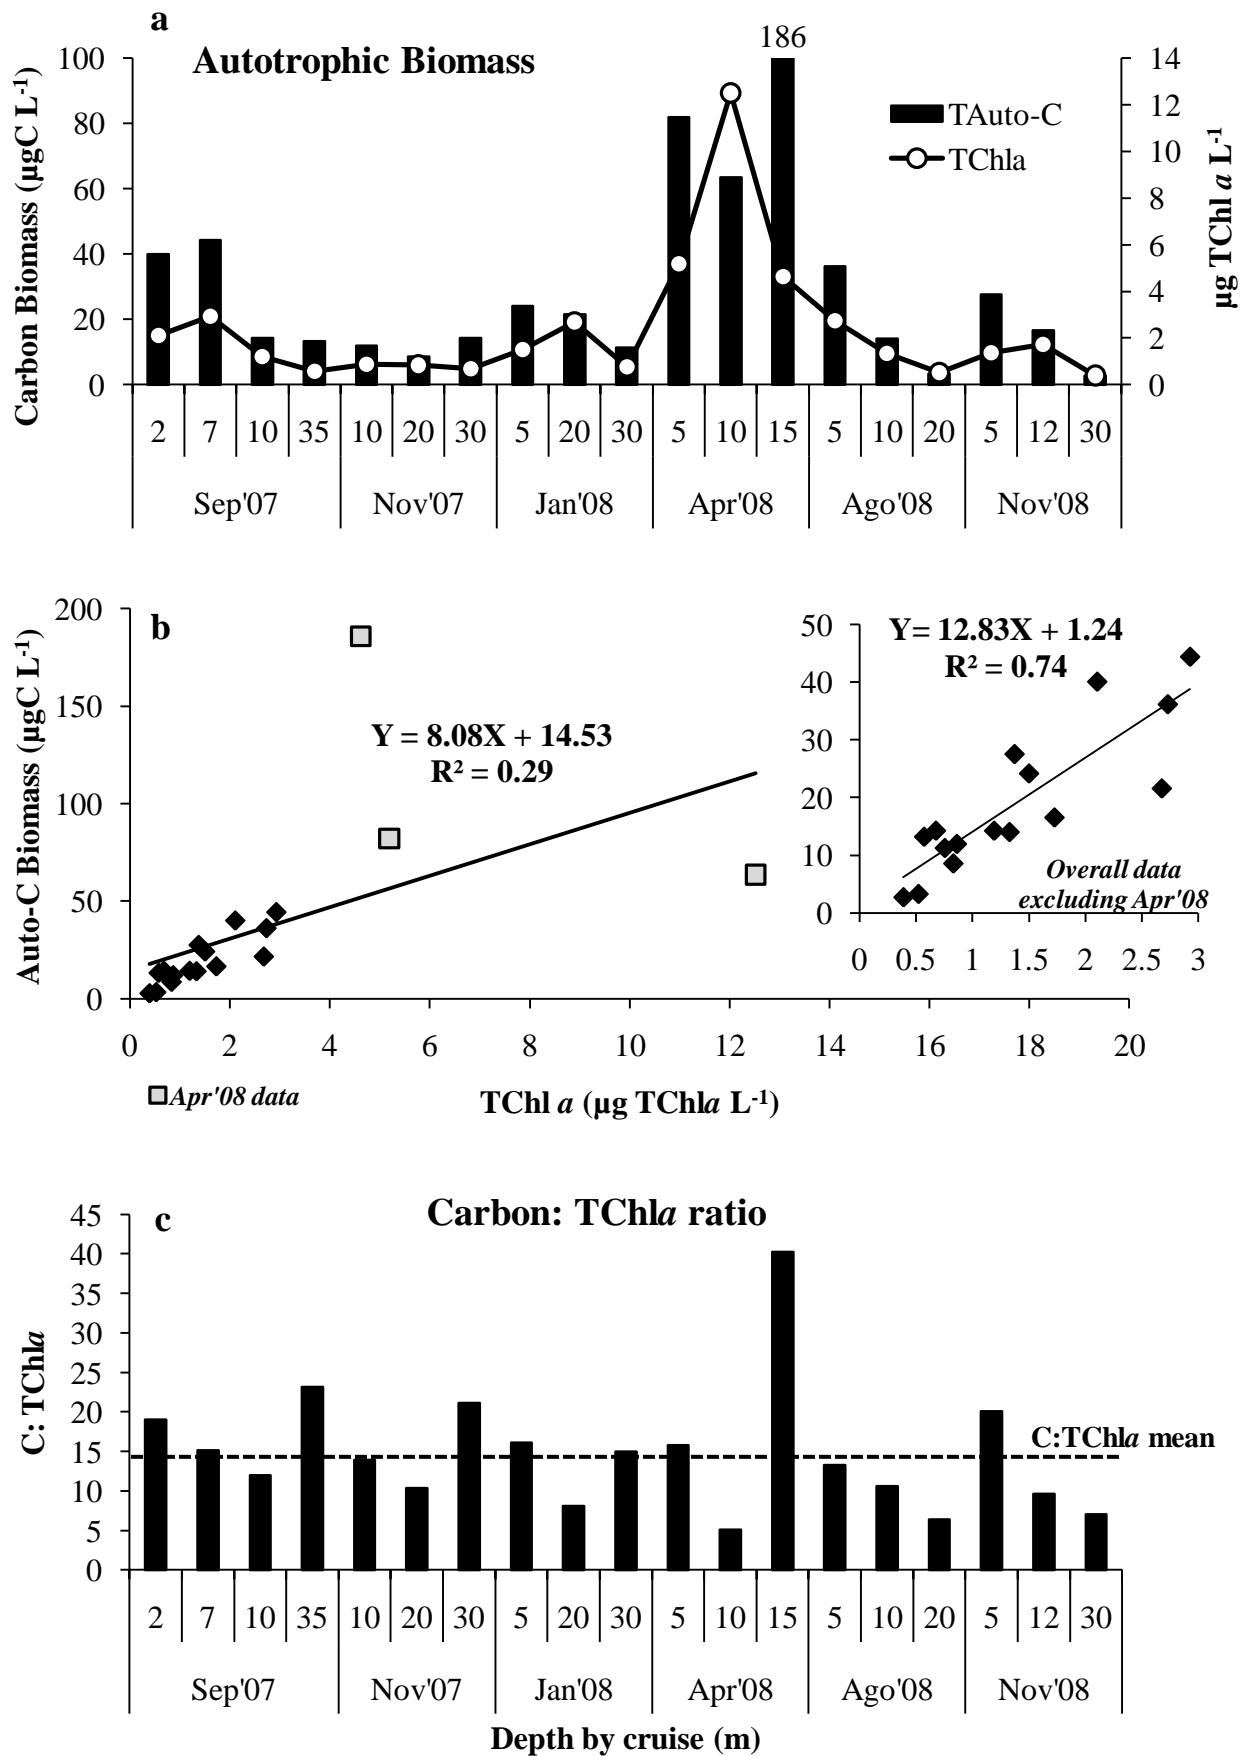 a
Autotrophic Biomass
186
Carbon Biomass (µgC L-1)
100
80
60
40
20
0
14
12
10
8
6
4
2
0
µg TChl a L-1
TAuto-C
TChla
2 7 10 35 10 20 30 5 20 30 5 10 15 5 10 20 5 12 30
Sep'07 Nov'07 Jan'08 Apr'08 Ago'08 Nov'08
b
Auto-C Biomass (µgC L-1)
200
150
100
50
0
Y = 8.08X + 14.53
R² = 0.29
0 2 4 6 8 10 12 14 16 18 20
Apr'08 data
TChl a (µg TChla L-1)
50
40
30
20
10
0
Y= 12.83X + 1.24
R² = 0.74
Overall data
excluding Apr'08
0 0.5 1 1.5 2 2.5 3
c
Carbon: TChla ratio
C: TChla
45
40
35
30
25
20
15
10
5
0
C:TChla mean
2 7 10 35 10 20 30 5 20 30 5 10 15 5 10 20 5 12 30
Sep'07 Nov'07 Jan'08 Apr'08 Ago'08 Nov'08
Depth by cruise (m)